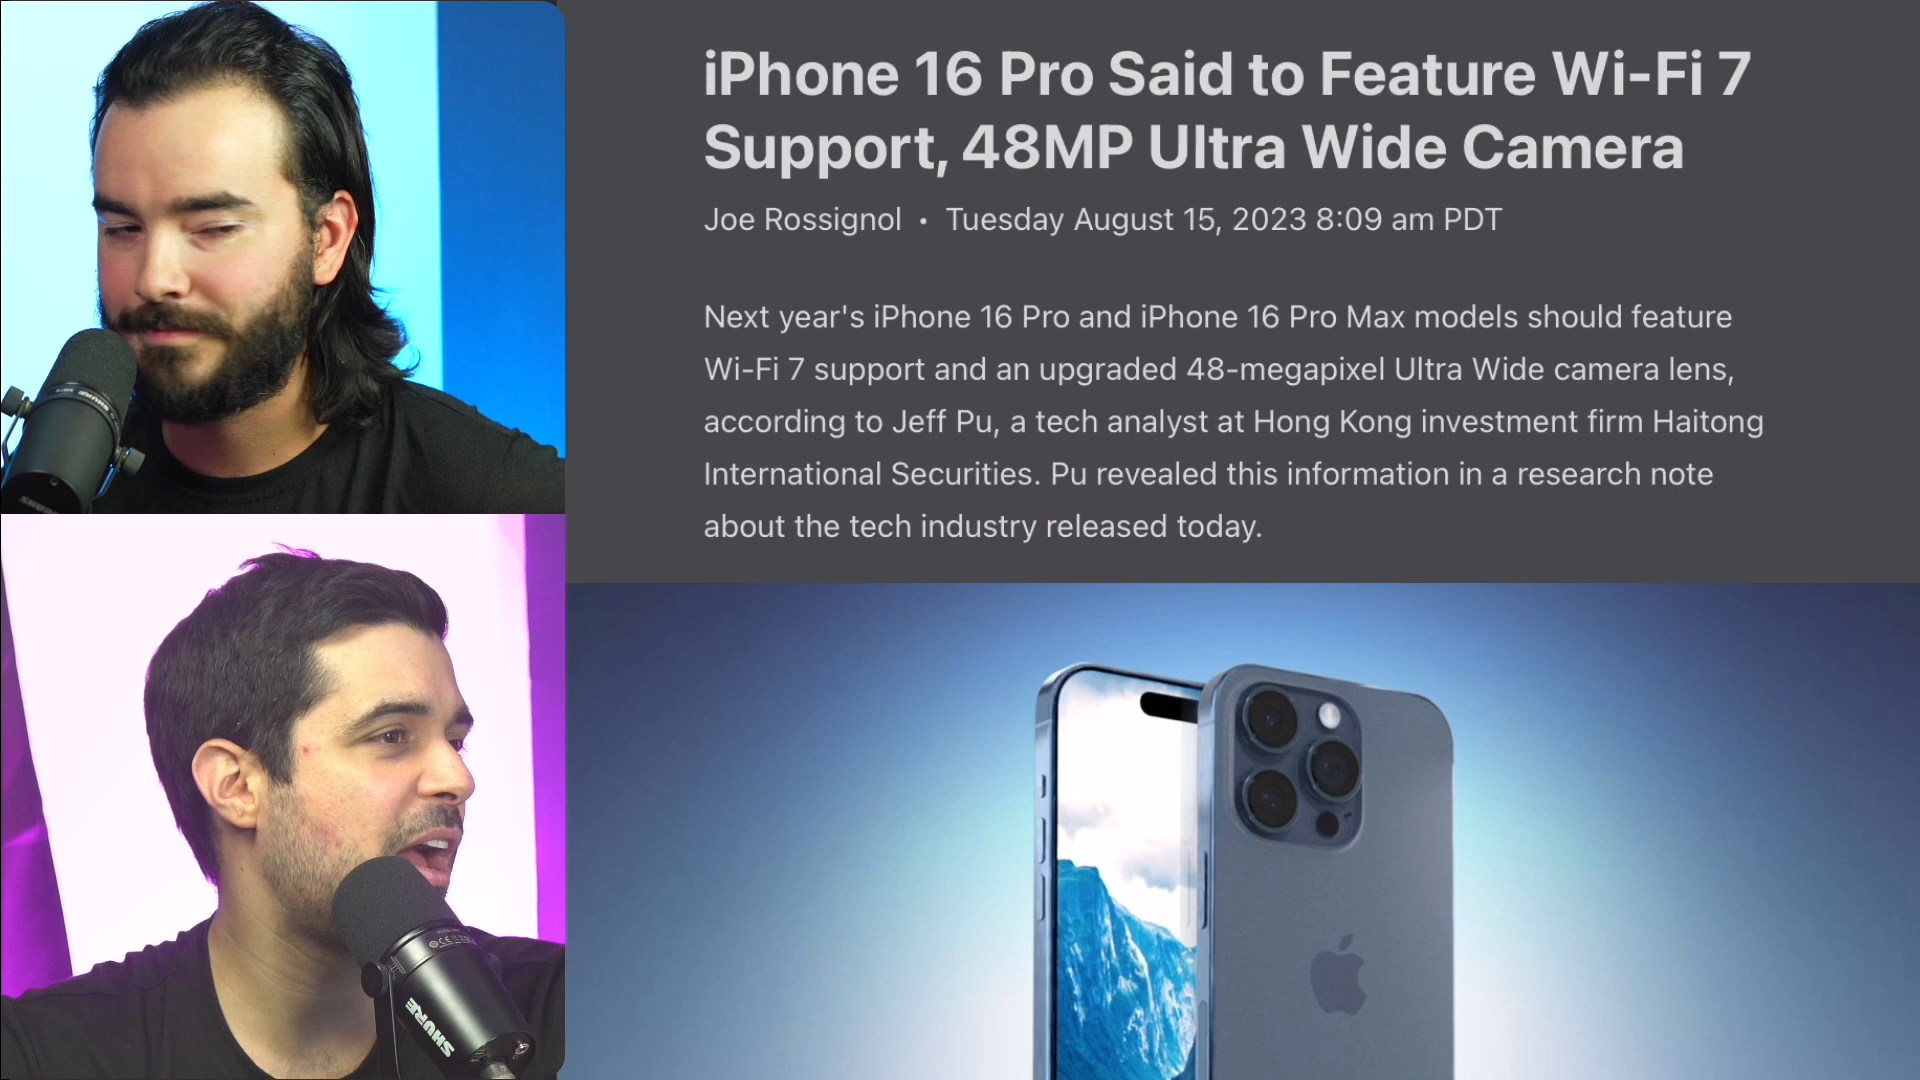 iPhone 16 Pro Said to Feature Wi-Fi 7
Support, 48MP Ultra Wide Camera
Joe Rossignol • Tuesday August 15, 2023 8:09 am PDT
Next year's iPhone 16 Pro and iPhone 16 Pro Max models should feature
Wi-Fi 7 support and an upgraded 48-megapixel Ultra Wide camera lens,
according to Jeff Pu, a tech analyst at Hong Kong investment firm Haitong
International Securities. Pu revealed this information in a research note
about the tech industry released today.
SHURE
SHURE
SHURE